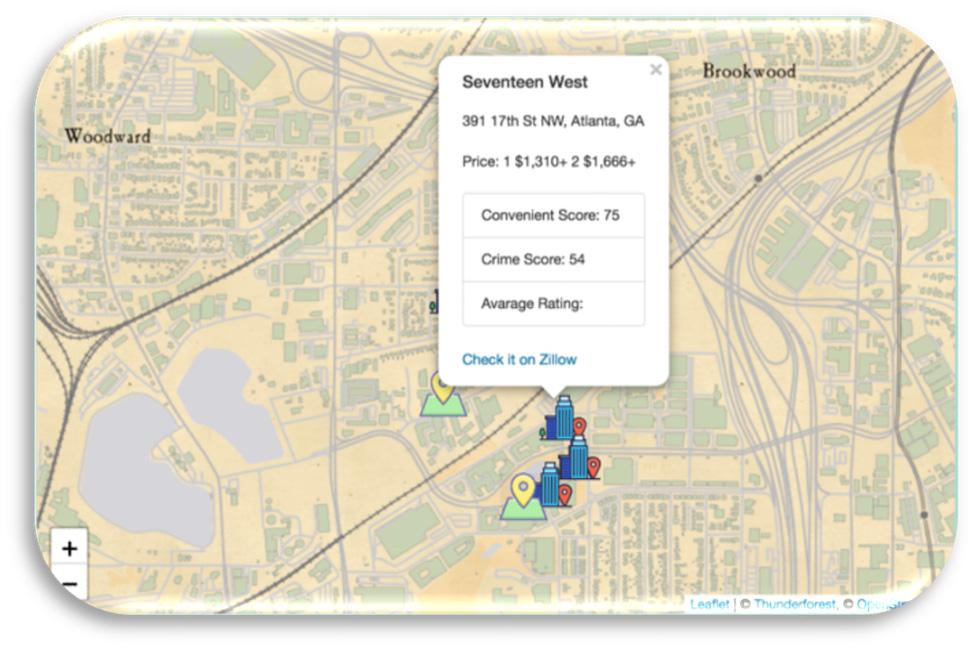 Brookwood
Woodward
×
Seventeen West
391 17th St NW, Atlanta, GA
Price: 1 $1,310+ 2 $1,666+
Convenient Score: 75
Crime Score: 54
Avarage Rating:
Check it on Zillow
+
−
Leaflet | © Thunderforest, ©